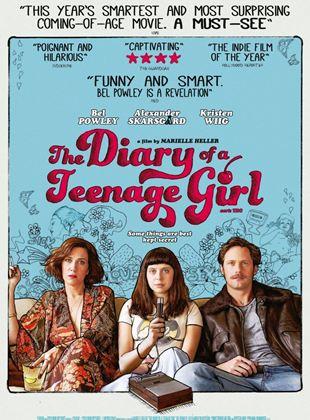 "THIS YEAR'S SMARTEST AND MOST SURPRISING
COMING-OF-AGE MOVIE. A MUST-SEE"
"POIGNANT AND
HILARIOUS"
"CAPTIVATING"
★★★★
"THE INDIE FILM
OF THE YEAR"
"FUNNY AND SMART.
BEL POWLEY IS A REVELATION"
Bel
POWLEY
Alexander
SKARSGÅRD
Kristen
WIIG
a film by MARIELLE HELLER
The Diary of a
Teenage Girl
Some things are best
kept secret